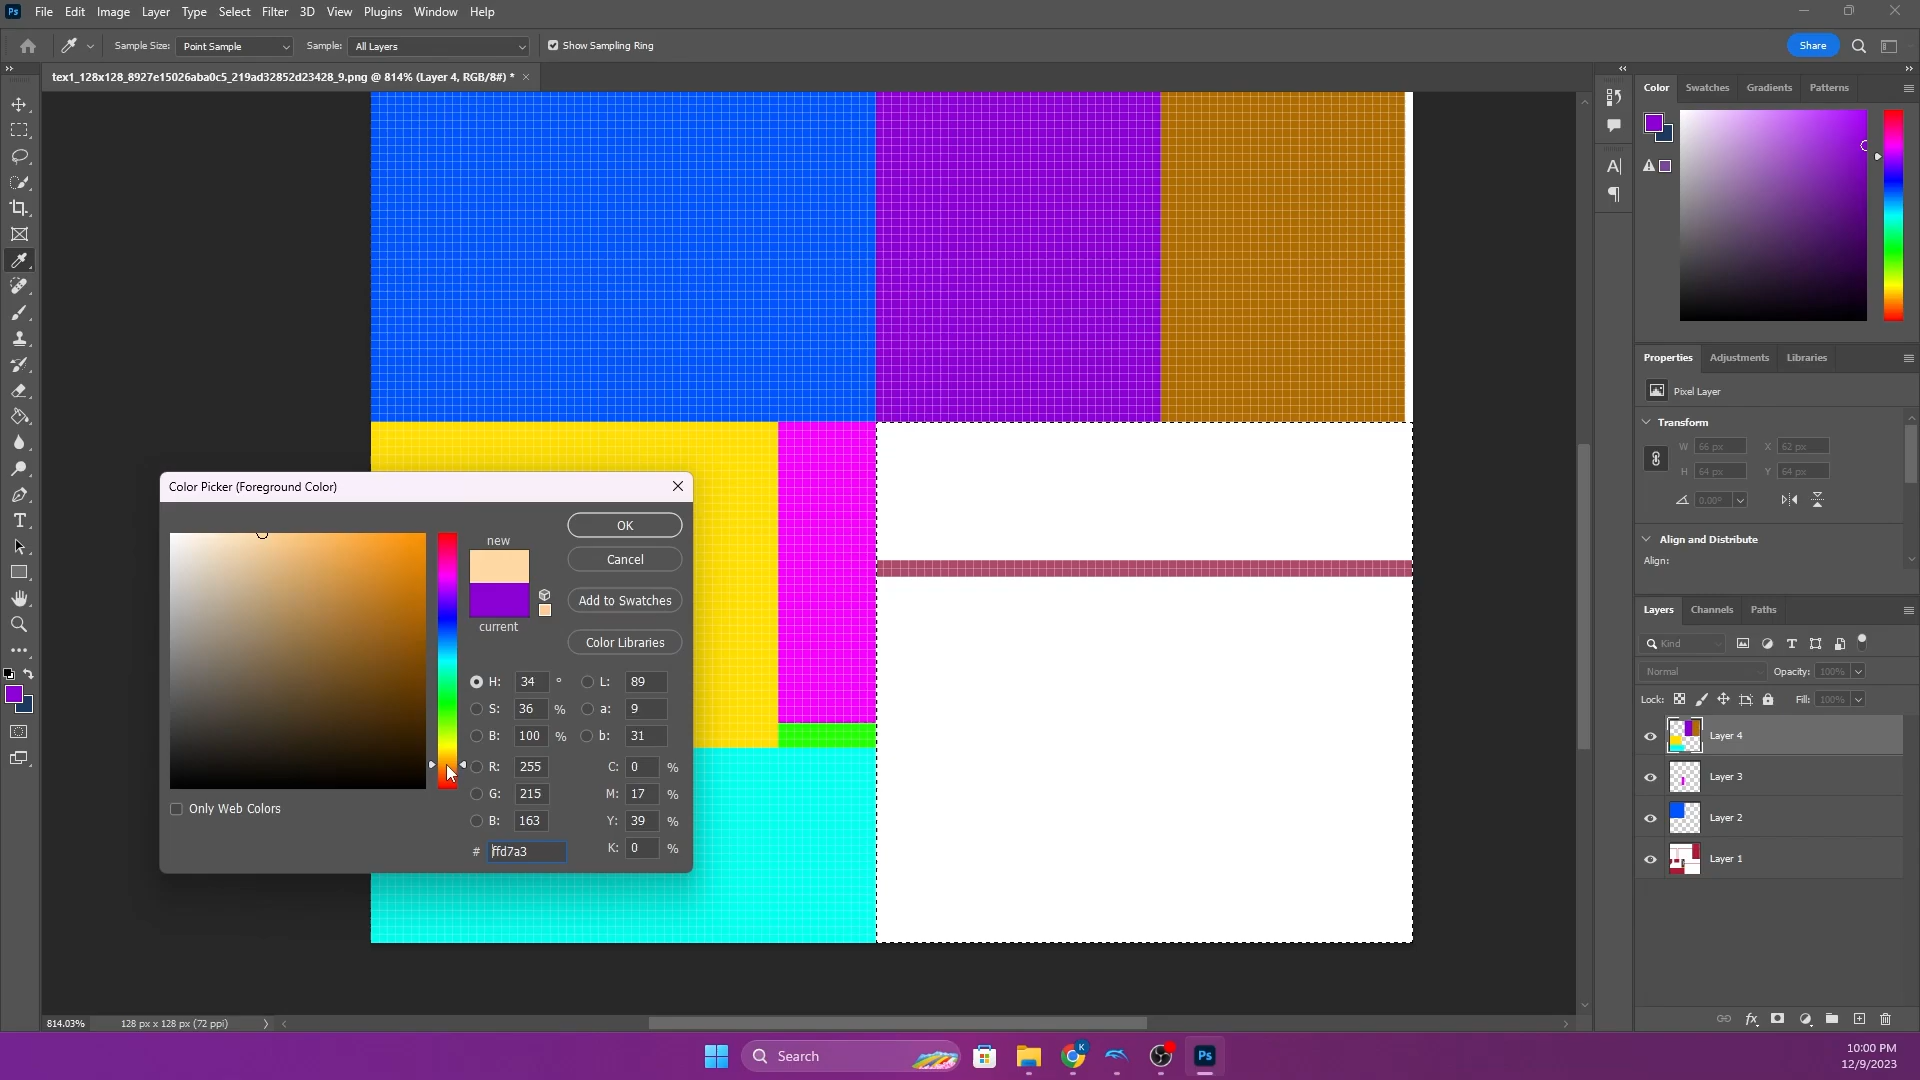 Ps File Edit Image Layer Type Select Filter 3D View Plugins Window Help
Sample Size: Point Sample Sample: All Layers Show Sampling Ring Share
tex1_128x128_8927e15026aba0c5_219ad32852d23428_9.png @ 814% (Layer 4, RGB/8#) * ×
Color Swatches Gradients Patterns
Properties Adjustments Libraries
Pixel Layer
Transform
W 66 px X 62 px
H 64 px Y 64 px
0.00°
Align and Distribute
Align:
Layers Channels Paths
Kind
Normal Opacity: 100%
Lock: Fill: 100%
Layer 4
Layer 3
Layer 2
Layer 1
Color Picker (Foreground Color)
new
current
OK
Cancel
Add to Swatches
Color Libraries
H: 34 ° L: 89
S: 36 % a: 9
B: 100 % b: 31
R: 255 C: 0 %
G: 215 M: 17 %
B: 163 Y: 39 %
# ffd7a3 K: 0 %
Only Web Colors
814.03% 128 px x 128 px (72 ppi)
Search
K
Ps
10:00 PM
12/9/2023